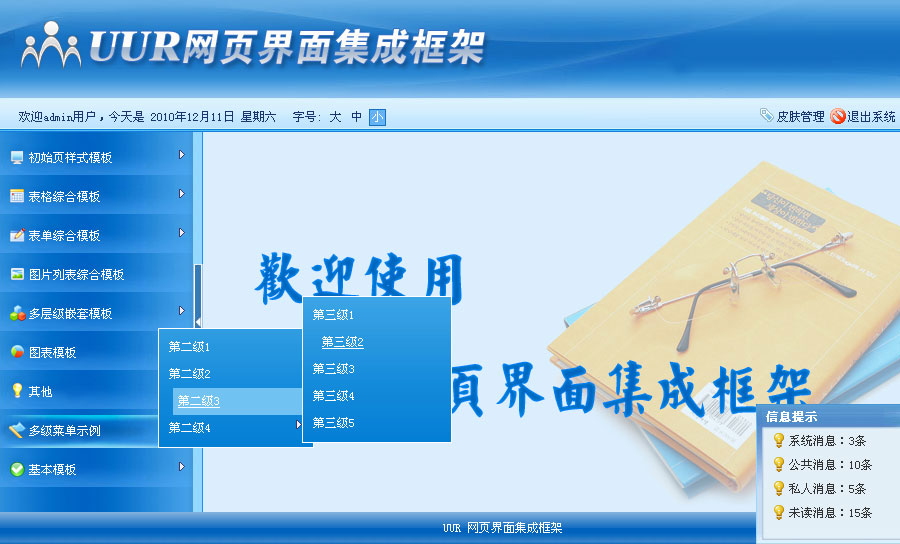 UUR网页界面集成框架
欢迎admin用户，今天是 2010年12月11日 星期六 字号: 大 中 小
皮肤管理 退出系统
初始页样式模板
表格综合模板
表单综合模板
图片列表综合模板
多层级嵌套模板
图表模板
其他
多级菜单示例
基本模板
第二级1
第二级2
第二级3
第二级4
第三级1
第三级2
第三级3
第三级4
第三级5
歡迎使用
頁界面集成框架
信息提示
系统消息：3条
公共消息：10条
私人消息：5条
未读消息：15条
UUR 网页界面集成框架